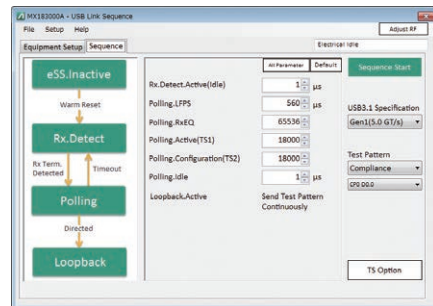 MX183000A - USB Link Sequence
File Setup Help
Adjust RF
Equipment Setup Sequence
Electrical Idle
All Parameter Default
Sequence Start
eSS.Inactive
Warm Reset
Rx.Detect
Rx Term. Detected
Timeout
Polling
Directed
Loopback
Rx.Detect.Active(Idle) 1 µs
Polling.LFPS 560 µs
Polling.RxEQ 65536
Polling.Active(TS1) 18000
Polling.Configuration(TS2) 18000
Polling.Idle 1 µs
Loopback.Active Send Test Pattern
Continuously
USB3.1 Specification
Gen1(5.0 GT/s)
Test Pattern
Compliance
CP0 D0.0
TS Option